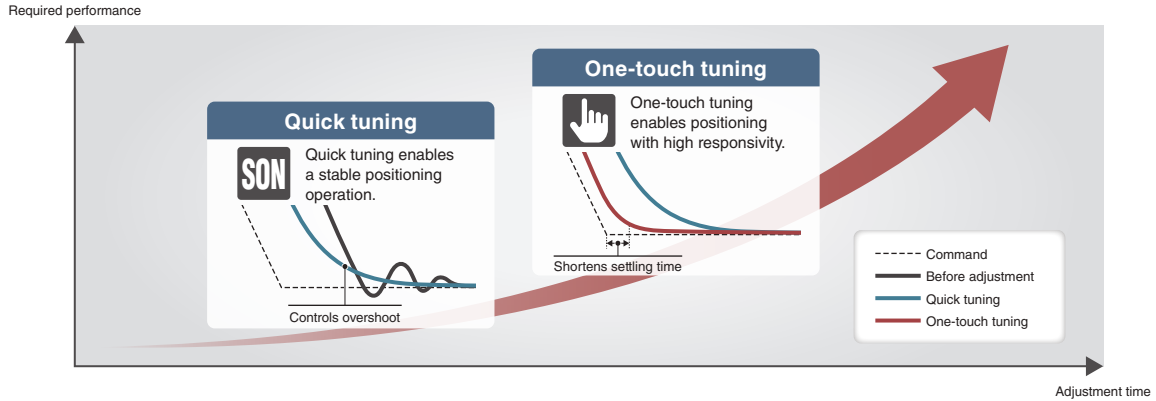 Required performance
One-touch tuning
One-touch tuning
enables positioning
with high responsivity.
Shortens settling time
Quick tuning
SON
Quick tuning enables
a stable positioning
operation.
Controls overshoot
Command
Before adjustment
Quick tuning
One-touch tuning
Adjustment time